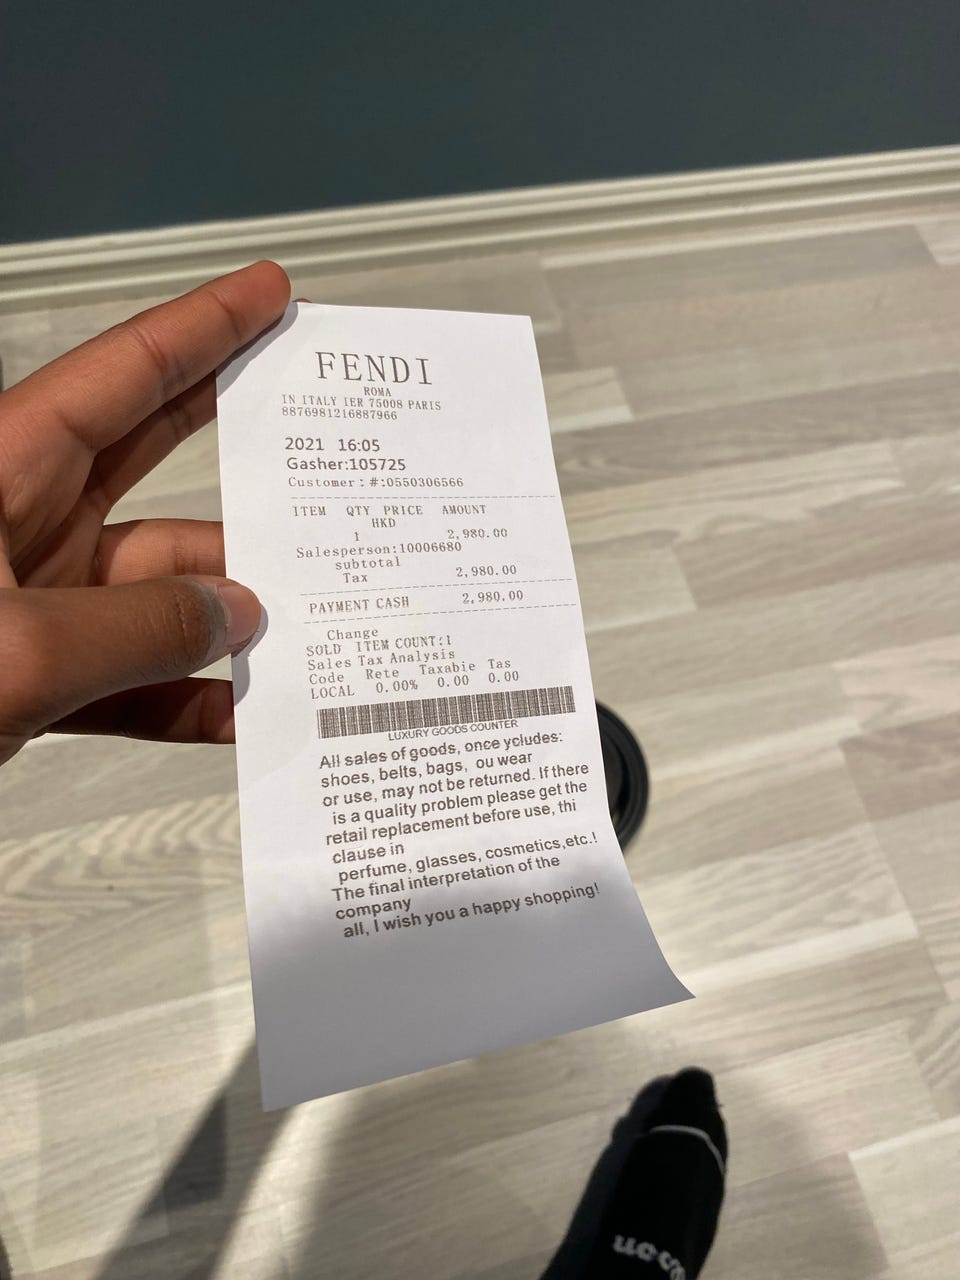 FENDI
ROMA
IN ITALY IER 75008 PARIS
8876981216887966
2021 16:05
Gasher:105725
Customer:#:0550306566
ITEM QTY PRICE AMOUNT
HKD
1 2,980.00
Salesperson:10006680
subtotal
Tax 2,980.00
PAYMENT CASH 2,980.00
Change
SOLD ITEM COUNT:1
Sales Tax Analysis
Code Rete Taxabie Tas
LOCAL 0.00% 0.00 0.00
LUXURY GOODS COUNTER
All sales of goods, once ycludes:
shoes, belts, bags, ou wear
or use, may not be returned. If there
is a quality problem please get the
retail replacement before use, thi
clause in
perfume, glasses, cosmetics,etc.!
The final interpretation of the
company
all, I wish you a happy shopping!